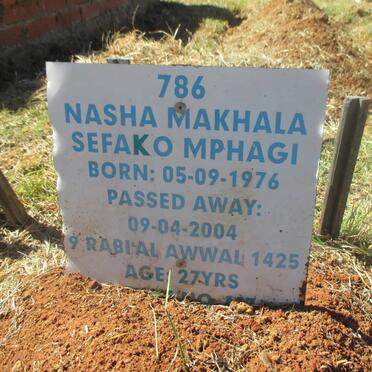 786
NASHA MAKHALA
SEFAKO MPHAGI
BORN: 05-09-1976
PASSED AWAY:
09-04-2004
9 RABI'AL AWWAL 1425
AGE: 27YRS